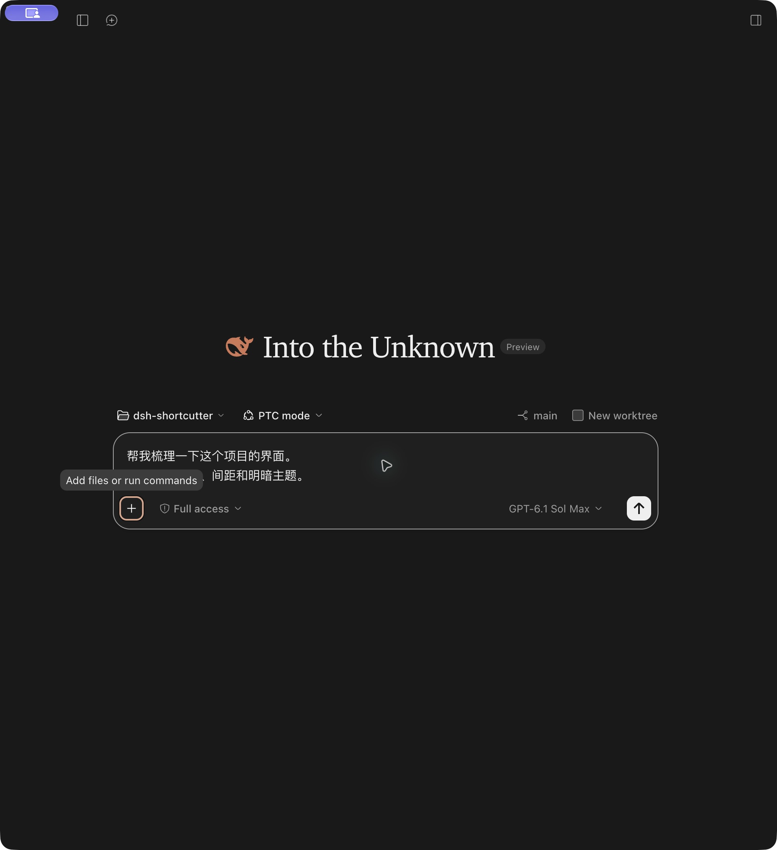 Into the Unknown Preview
dsh-shortcutter PTC mode main New worktree
帮我梳理一下这个项目的界面。
Add files or run commands 、间距和明暗主题。
Full access GPT-6.1 Sol Max